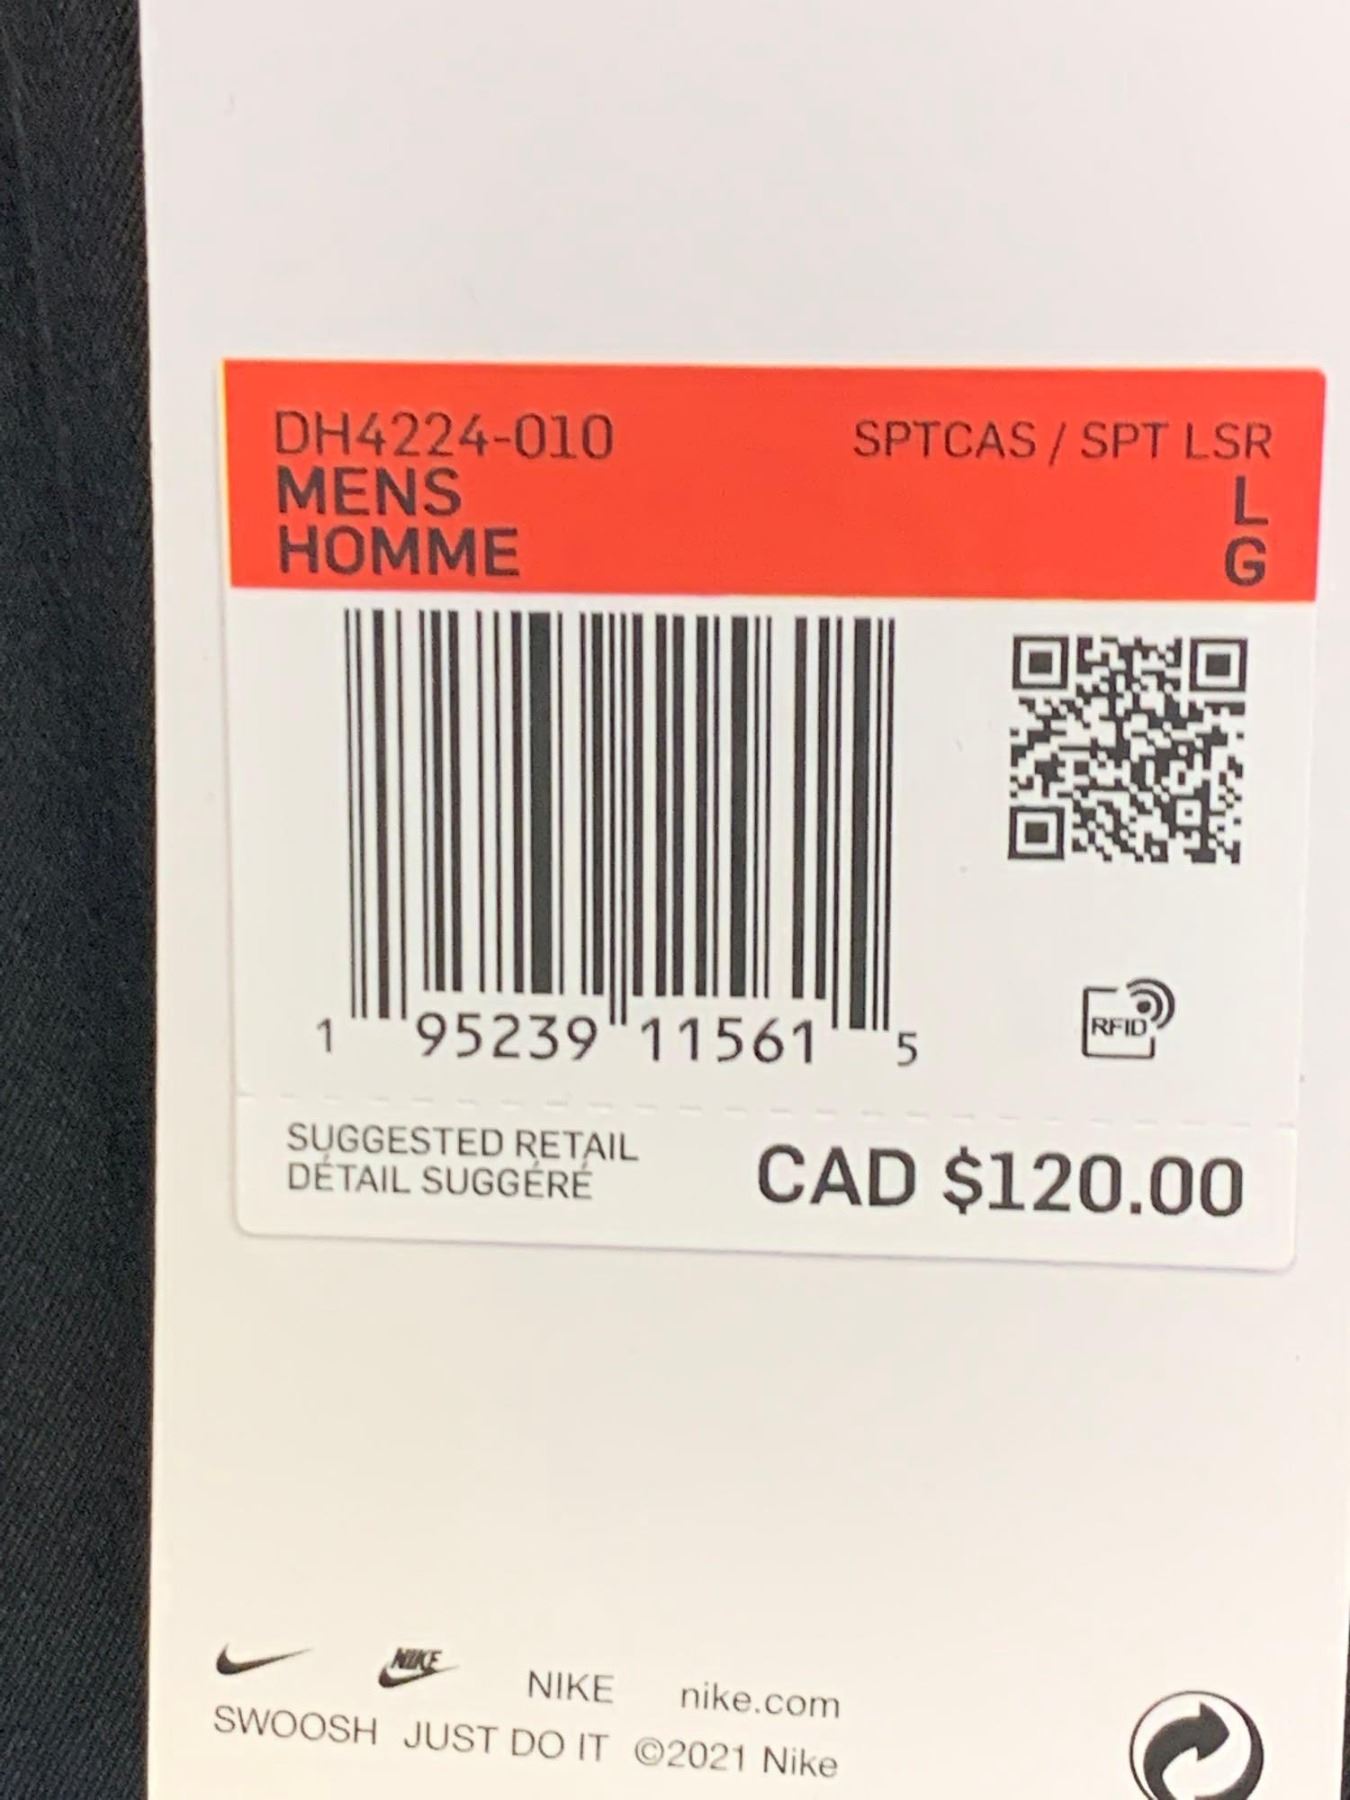 DH4224-010 SPTCAS / SPT LSR
MENS L
HOMME G
1 95239 11561 5
RFID
SUGGESTED RETAIL
DÉTAIL SUGGÉRÉ
CAD $120.00
NIKE NIKE nike.com
SWOOSH JUST DO IT ©2021 Nike